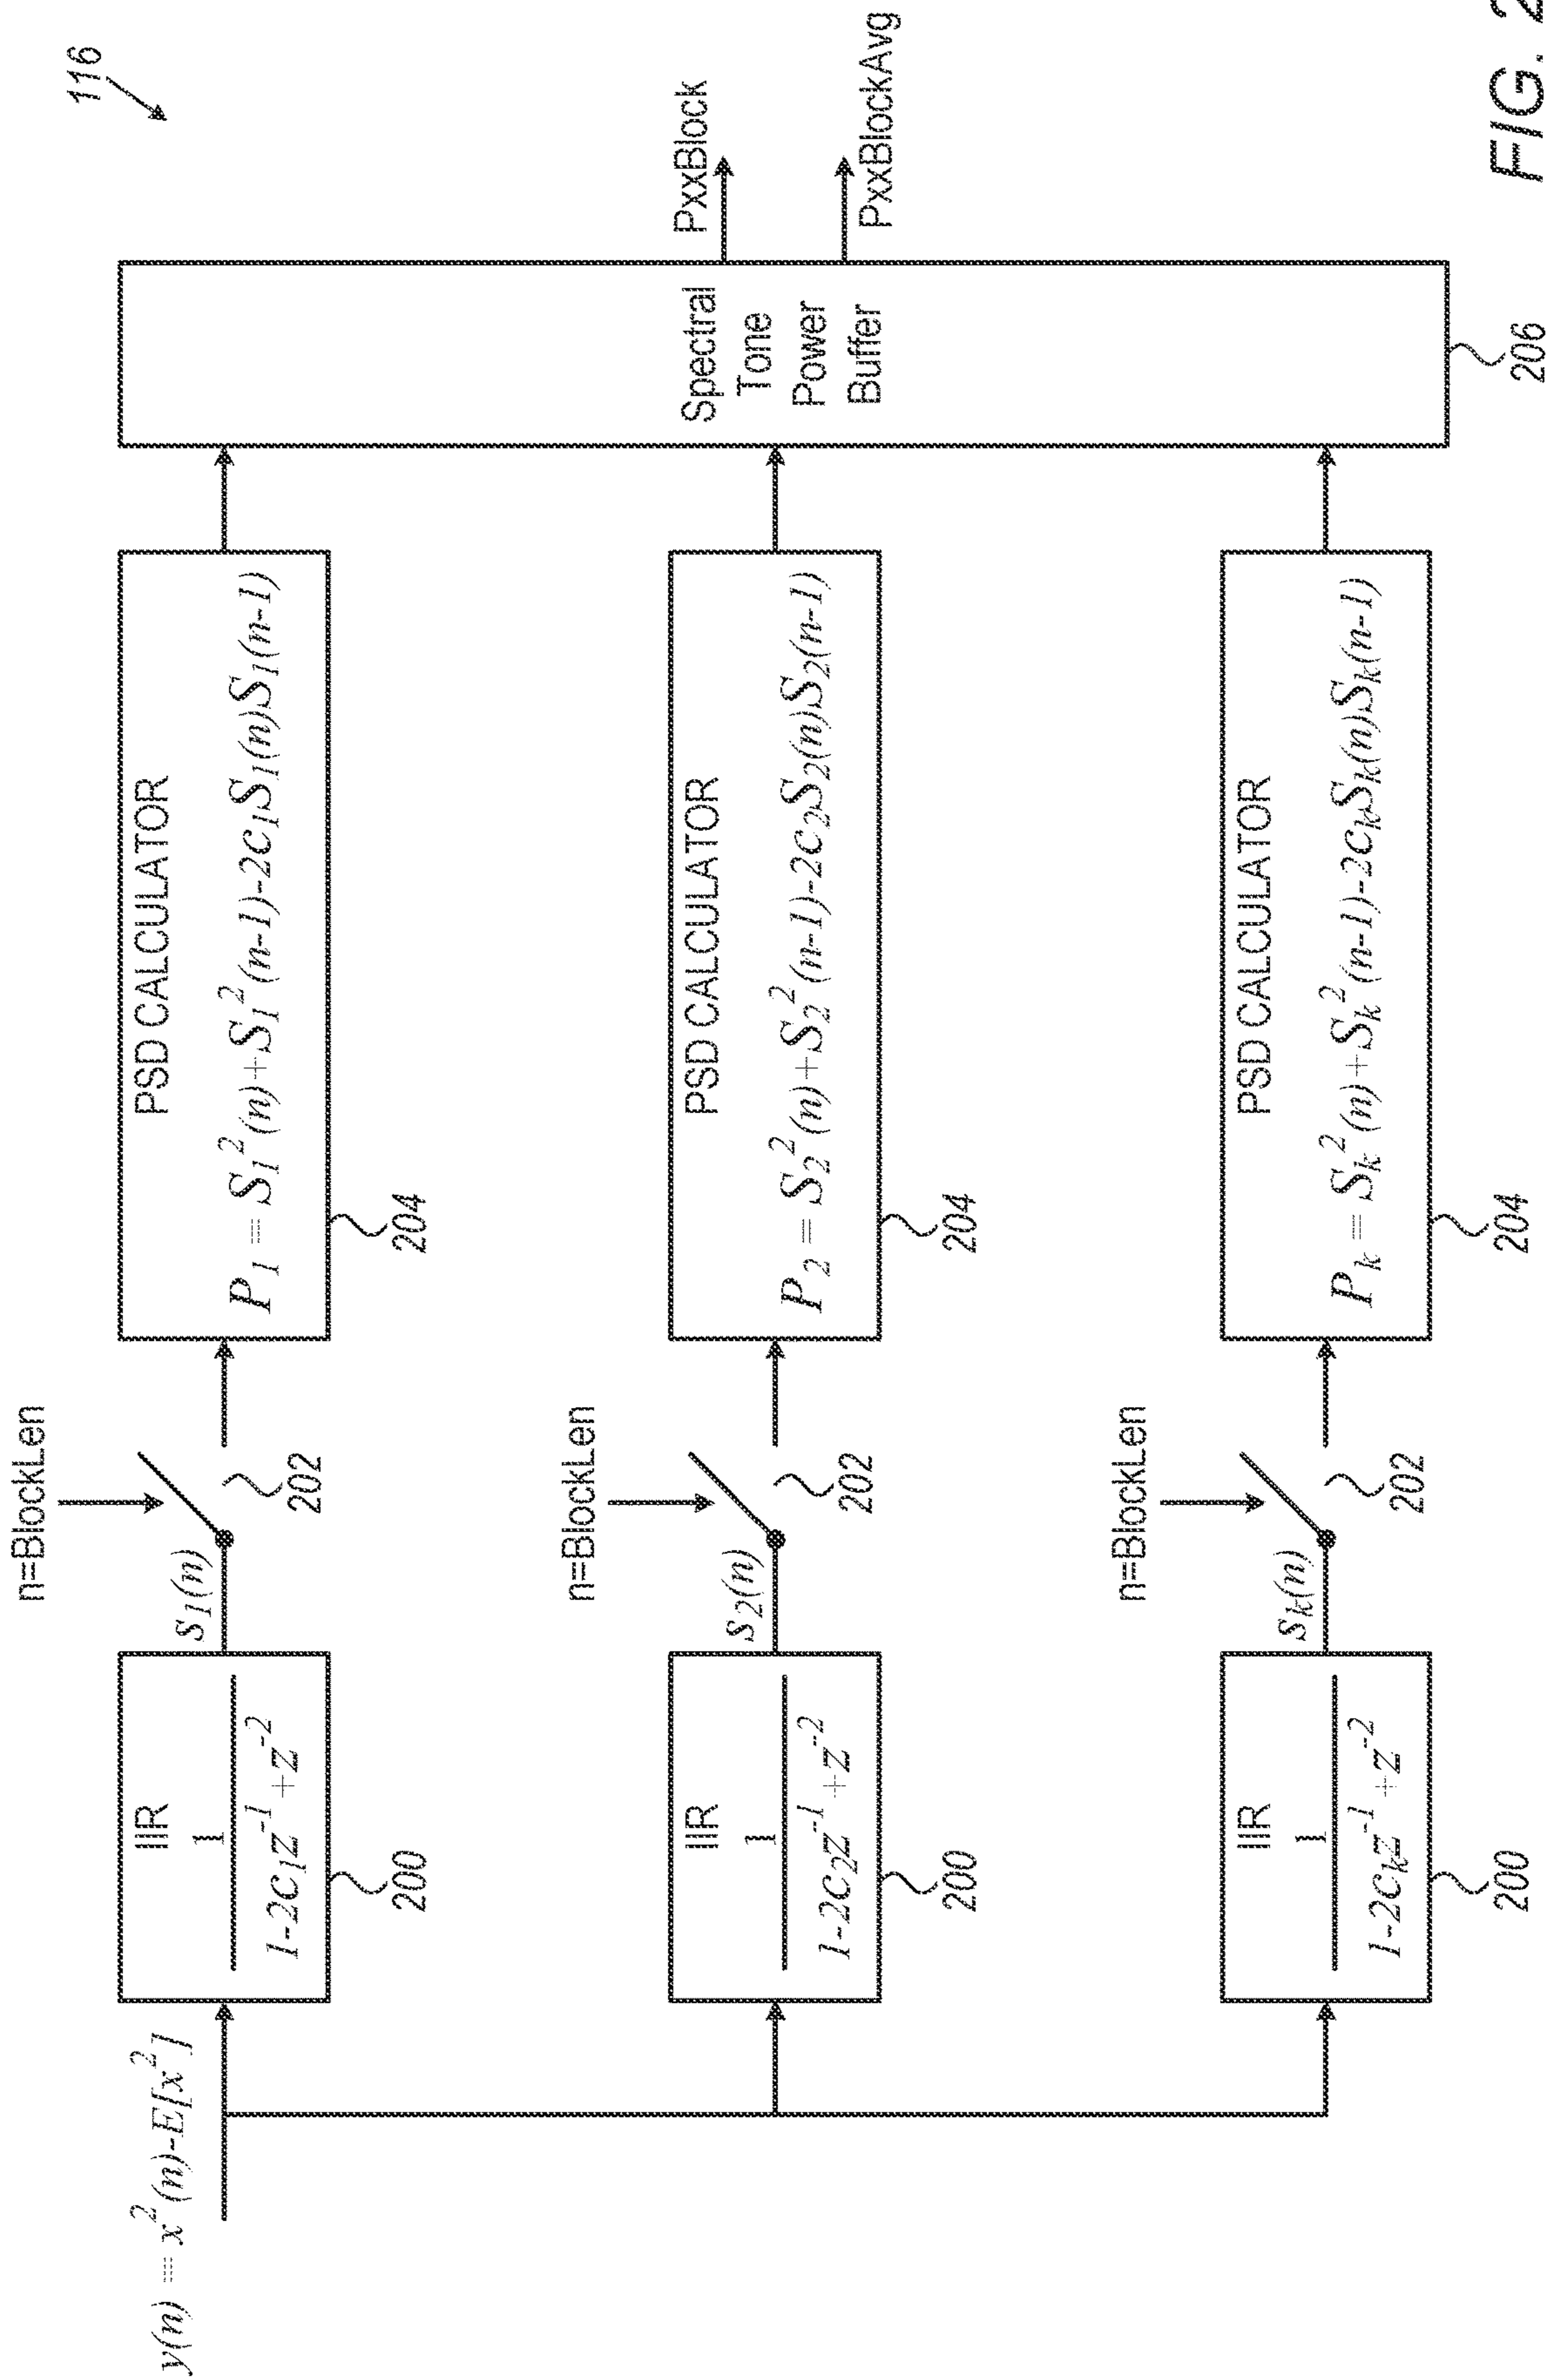 116
y(n) = x²(n)-E[x²]
IIR
1
1-2c₁z⁻¹+z⁻²
200
s₁(n)
n=BlockLen
202
PSD CALCULATOR
P₁ = S₁²(n)+S₁²(n-1)-2c₁S₁(n)S₁(n-1)
204
IIR
1
1-2c₂z⁻¹+z⁻²
200
s₂(n)
n=BlockLen
202
PSD CALCULATOR
P₂ = S₂²(n)+S₂²(n-1)-2c₂S₂(n)S₂(n-1)
204
IIR
1
1-2cₖz⁻¹+z⁻²
200
sₖ(n)
n=BlockLen
202
PSD CALCULATOR
Pₖ = Sₖ²(n)+Sₖ²(n-1)-2cₖSₖ(n)Sₖ(n-1)
204
Spectral
Tone
Power
Buffer
206
PxxBlock
PxxBlockAvg
FIG. 2